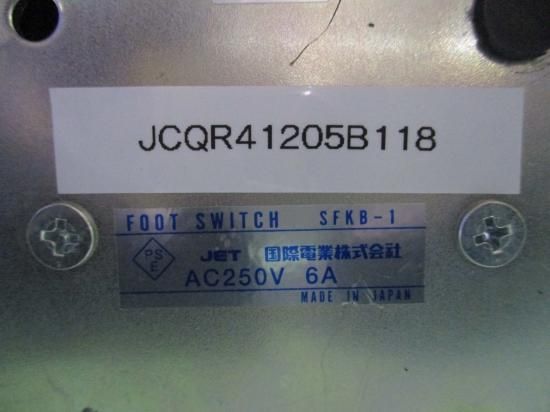 JCQR41205B118
FOOT SWITCH SFKB-1
PSE JET 国際電業株式会社
AC250V 6A
MADE IN JAPAN